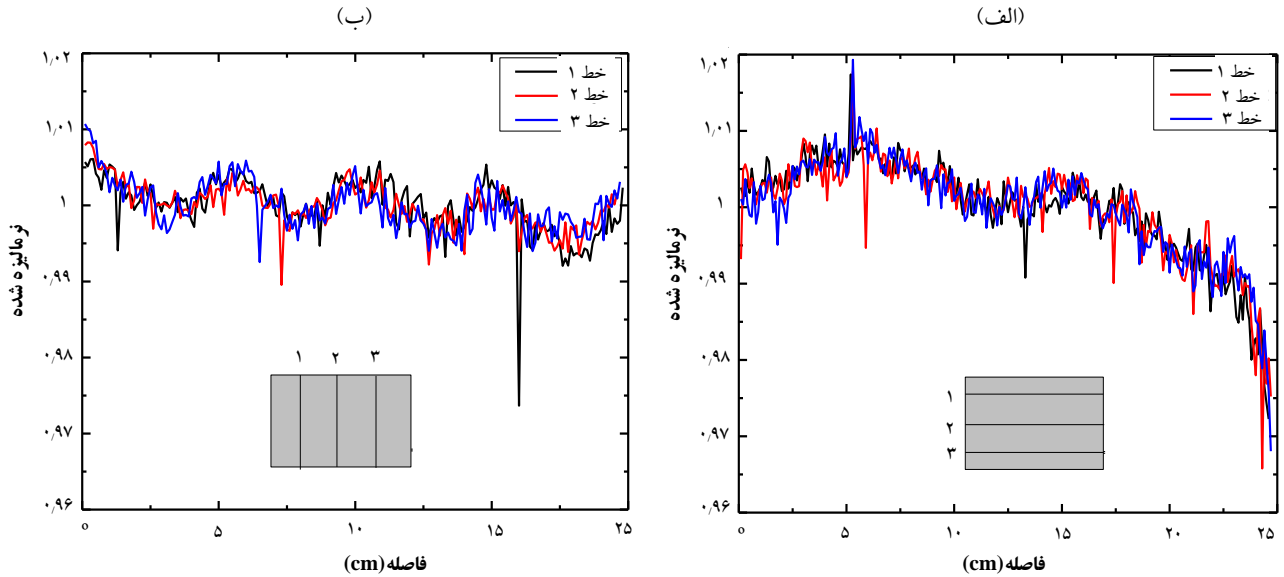 (الف)
۱٫۰۲
۱٫۰۱
۱
۰٫۹۹
۰٫۹۸
۰٫۹۷
۰٫۹۶
نرمالیزه شده
خط ۱
خط ۲
خط ۳
۱
۲
۳
۰ ۵ ۱۰ ۱۵ ۲۰ ۲۵
فاصله (cm)
(ب)
۱٫۰۲
۱٫۰۱
۱
۰٫۹۹
۰٫۹۸
۰٫۹۷
۰٫۹۶
نرمالیزه شده
خط ۱
خط ۲
خط ۳
۱ ۲ ۳
۰ ۵ ۱۰ ۱۵ ۲۵
فاصله (cm)